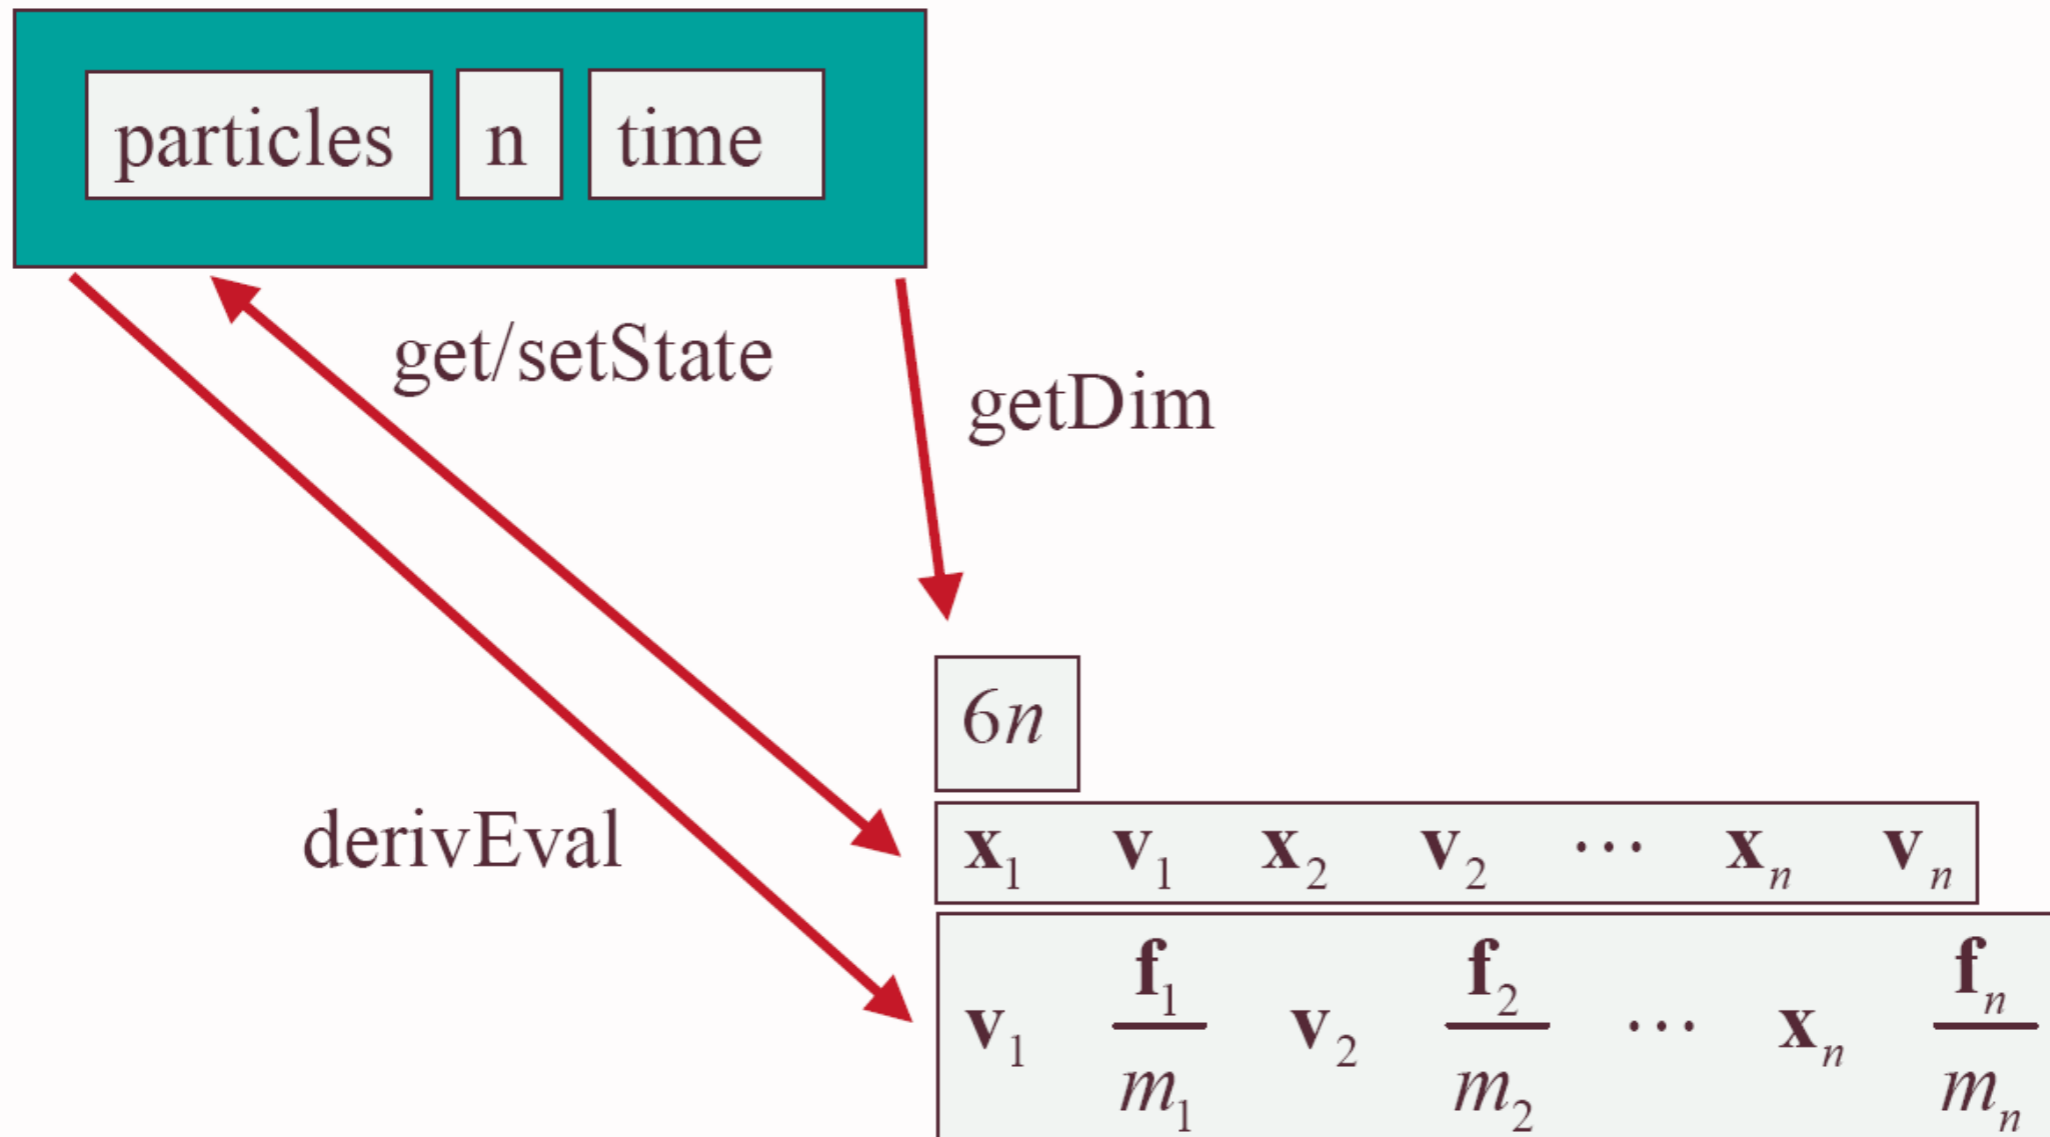 particles n time
get/setState
getDim
6n
derivEval
x₁ v₁ x₂ v₂ ⋯ xₙ vₙ
v₁ f₁/m₁ v₂ f₂/m₂ ⋯ xₙ fₙ/mₙ